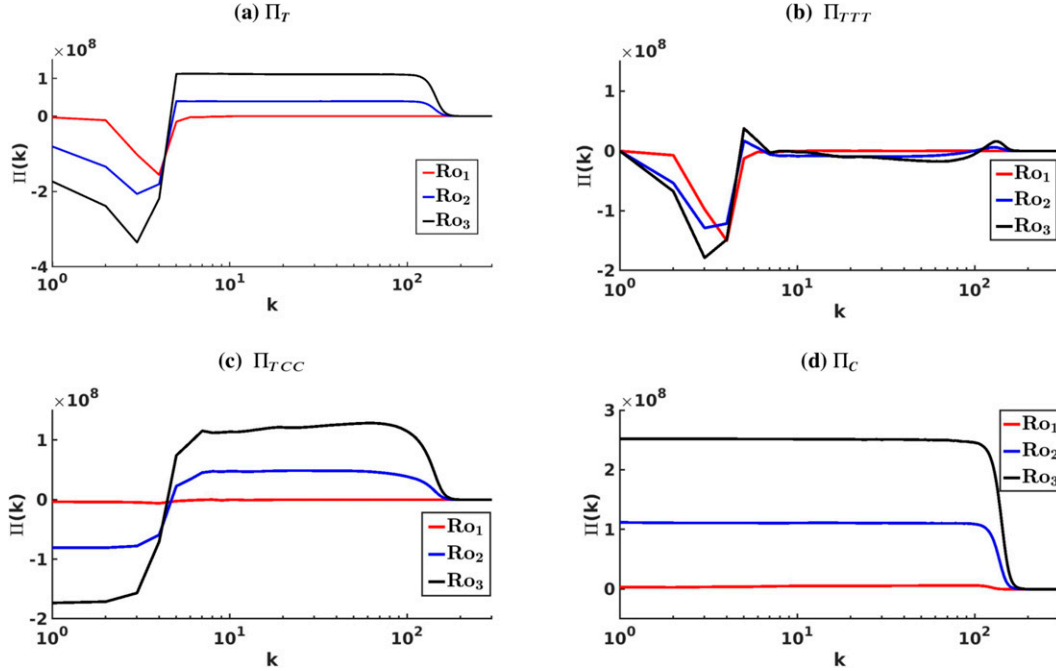 (a) Π_T
×10^8
1
0
-2
-4
Π(k)
10^0
10^1
10^2
k
Ro_1
Ro_2
Ro_3
(b) Π_TTT
×10^8
1
0
-1
-2
Π(k)
10^0
10^1
10^2
k
Ro_1
Ro_2
Ro_3
(c) Π_TCC
×10^8
1
0
-1
-2
Π(k)
10^0
10^1
10^2
k
Ro_1
Ro_2
Ro_3
(d) Π_C
×10^8
3
2
1
0
Π(k)
10^0
10^1
10^2
k
Ro_1
Ro_2
Ro_3